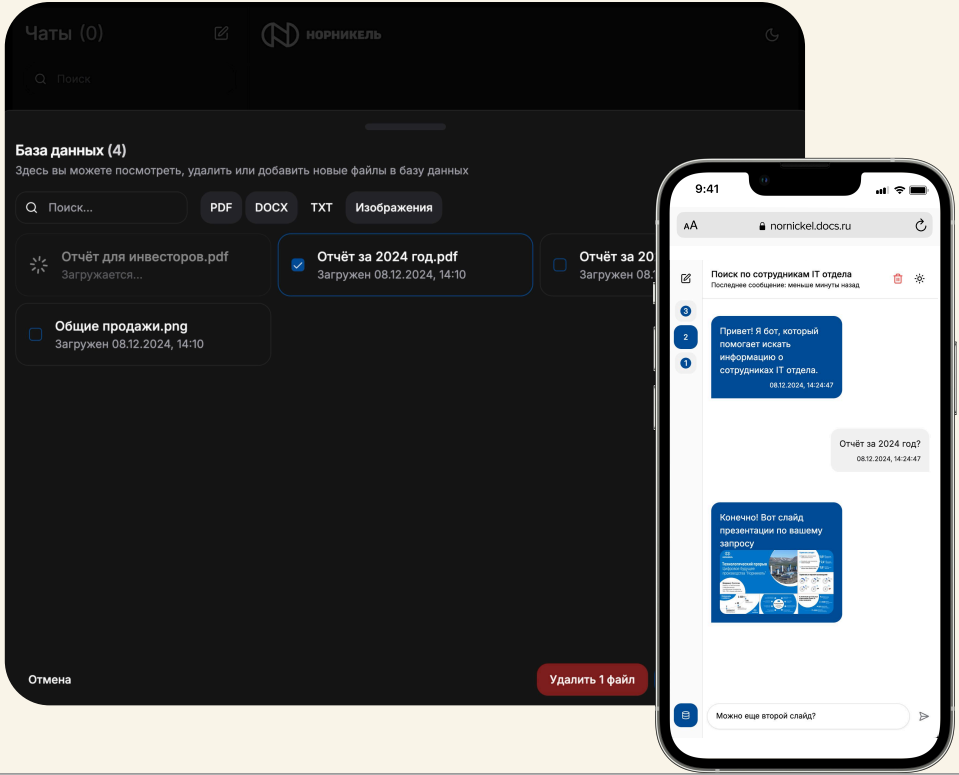 Чаты (0)
НОРНИКЕЛЬ
Поиск
База данных (4)
Здесь вы можете посмотреть, удалить или добавить новые файлы в базу данных
Поиск...
PDF
DOCX
TXT
Изображения
Отчёт для инвесторов.pdf
Загружается...
Отчёт за 2024 год.pdf
Загружен 08.12.2024, 14:10
Отчёт за 20
Загружен 08.
Общие продажи.png
Загружен 08.12.2024, 14:10
Отмена
Удалить 1 файл
9:41
AA
nornickel.docs.ru
Поиск по сотрудникам IT отдела
Последнее сообщение: меньше минуты назад
3
2
1
Привет! Я бот, который
помогает искать
информацию о
сотрудниках IT отдела.
08.12.2024, 14:24:47
Отчёт за 2024 год?
08.12.2024, 14:24:47
Конечно! Вот слайд
презентации по вашему
запросу
Можно еще второй слайд?